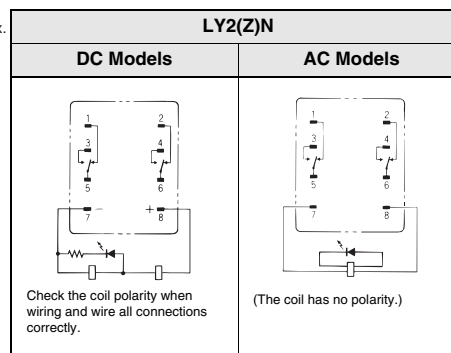 x.
LY2(Z)N
DC Models
AC Models
1 2
3 4
5 6
7 − + 8
1 2
3 4
5 6
7 8
Check the coil polarity when
wiring and wire all connections
correctly.
(The coil has no polarity.)